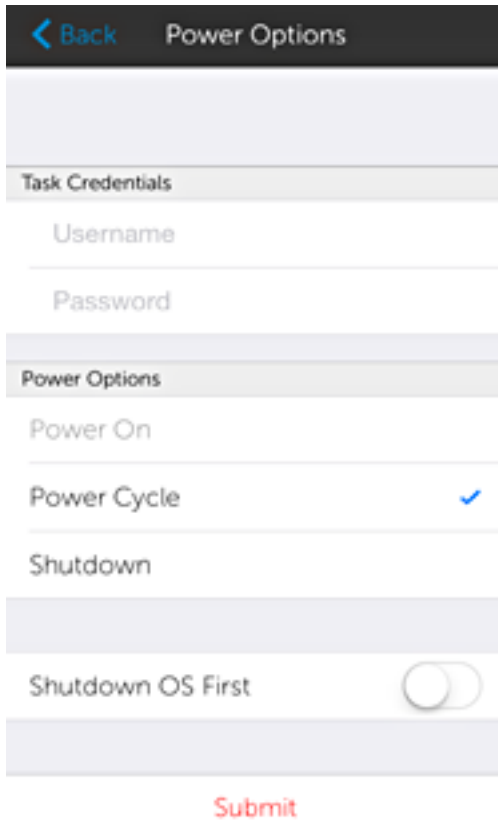 Back Power Options
Task Credentials
Username
Password
Power Options
Power On
Power Cycle
Shutdown
Shutdown OS First
Submit